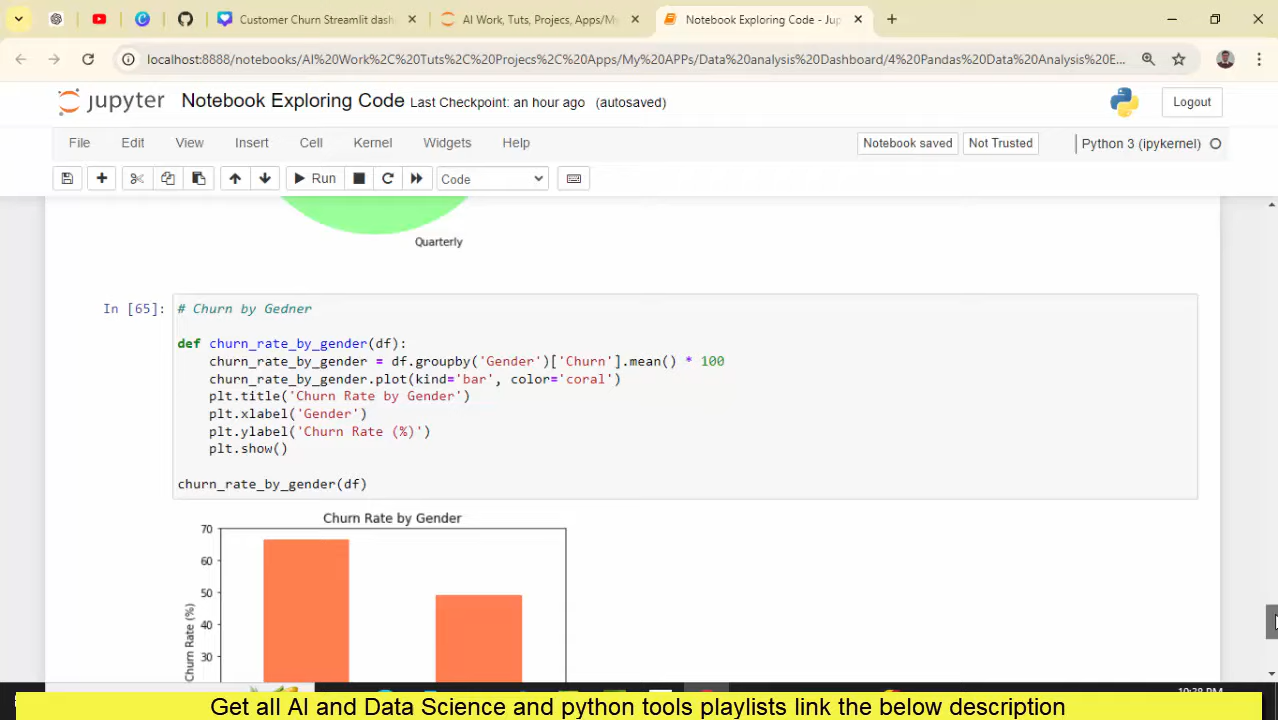 Customer Churn Streamlit dash
AI Work, Tuts, Projecs, Apps/My
Notebook Exploring Code - Jup
localhost:8888/notebooks/AI%20Work%2C%20Tuts%2C%20Projecs%2C%20Apps/My%20APPs/Data%20analysis%20Dashboard/4%20Pandas%20Data%20Analysis%20E...
jupyter Notebook Exploring Code Last Checkpoint: an hour ago (autosaved)
Logout
File Edit View Insert Cell Kernel Widgets Help
Notebook saved Not Trusted Python 3 (ipykernel)
Run Code
Quarterly
In [65]:
# Churn by Gedner
def churn_rate_by_gender(df):
churn_rate_by_gender = df.groupby('Gender')['Churn'].mean() * 100
churn_rate_by_gender.plot(kind='bar', color='coral')
plt.title('Churn Rate by Gender')
plt.xlabel('Gender')
plt.ylabel('Churn Rate (%)')
plt.show()
churn_rate_by_gender(df)
Churn Rate by Gender
70
60
50
40
30
Churn Rate (%)
Get all AI and Data Science and python tools playlists link the below description